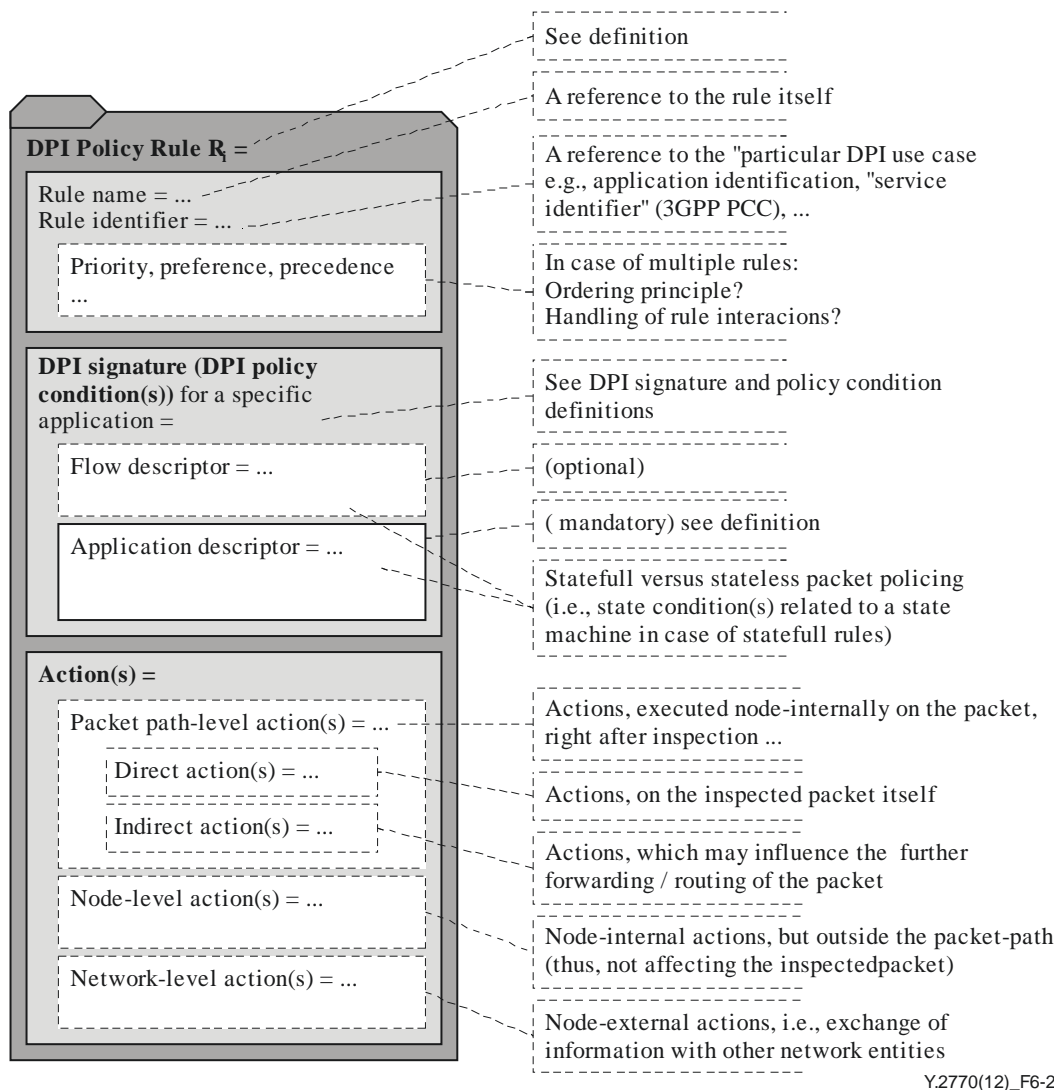 See definition
A reference to the rule itself
A reference to the "particular DPI use case
e.g., application identification, "service
identifier" (3GPP PCC), ...
In case of multiple rules:
Ordering principle?
Handling of rule interacions?
See DPI signature and policy condition
definitions
(optional)
( mandatory) see definition
Statefull versus stateless packet policing
(i.e., state condition(s) related to a state
machine in case of statefull rules)
Actions, executed node-internally on the packet,
right after inspection ...
Actions, on the inspected packet itself
Actions, which may influence the further
forwarding / routing of the packet
Node-internal actions, but outside the packet-path
(thus, not affecting the inspectedpacket)
Node-external actions, i.e., exchange of
information with other network entities
DPI Policy Rule Ri =
Rule name = ...
Rule identifier = ...
Priority, preference, precedence
...
DPI signature (DPI policy
condition(s)) for a specific
application =
Flow descriptor = ...
Application descriptor = ...
Action(s) =
Packet path-level action(s) = ...
Direct action(s) = ...
Indirect action(s) = ...
Node-level action(s) = ...
Network-level action(s) = ...
Y.2770(12)_F6-2